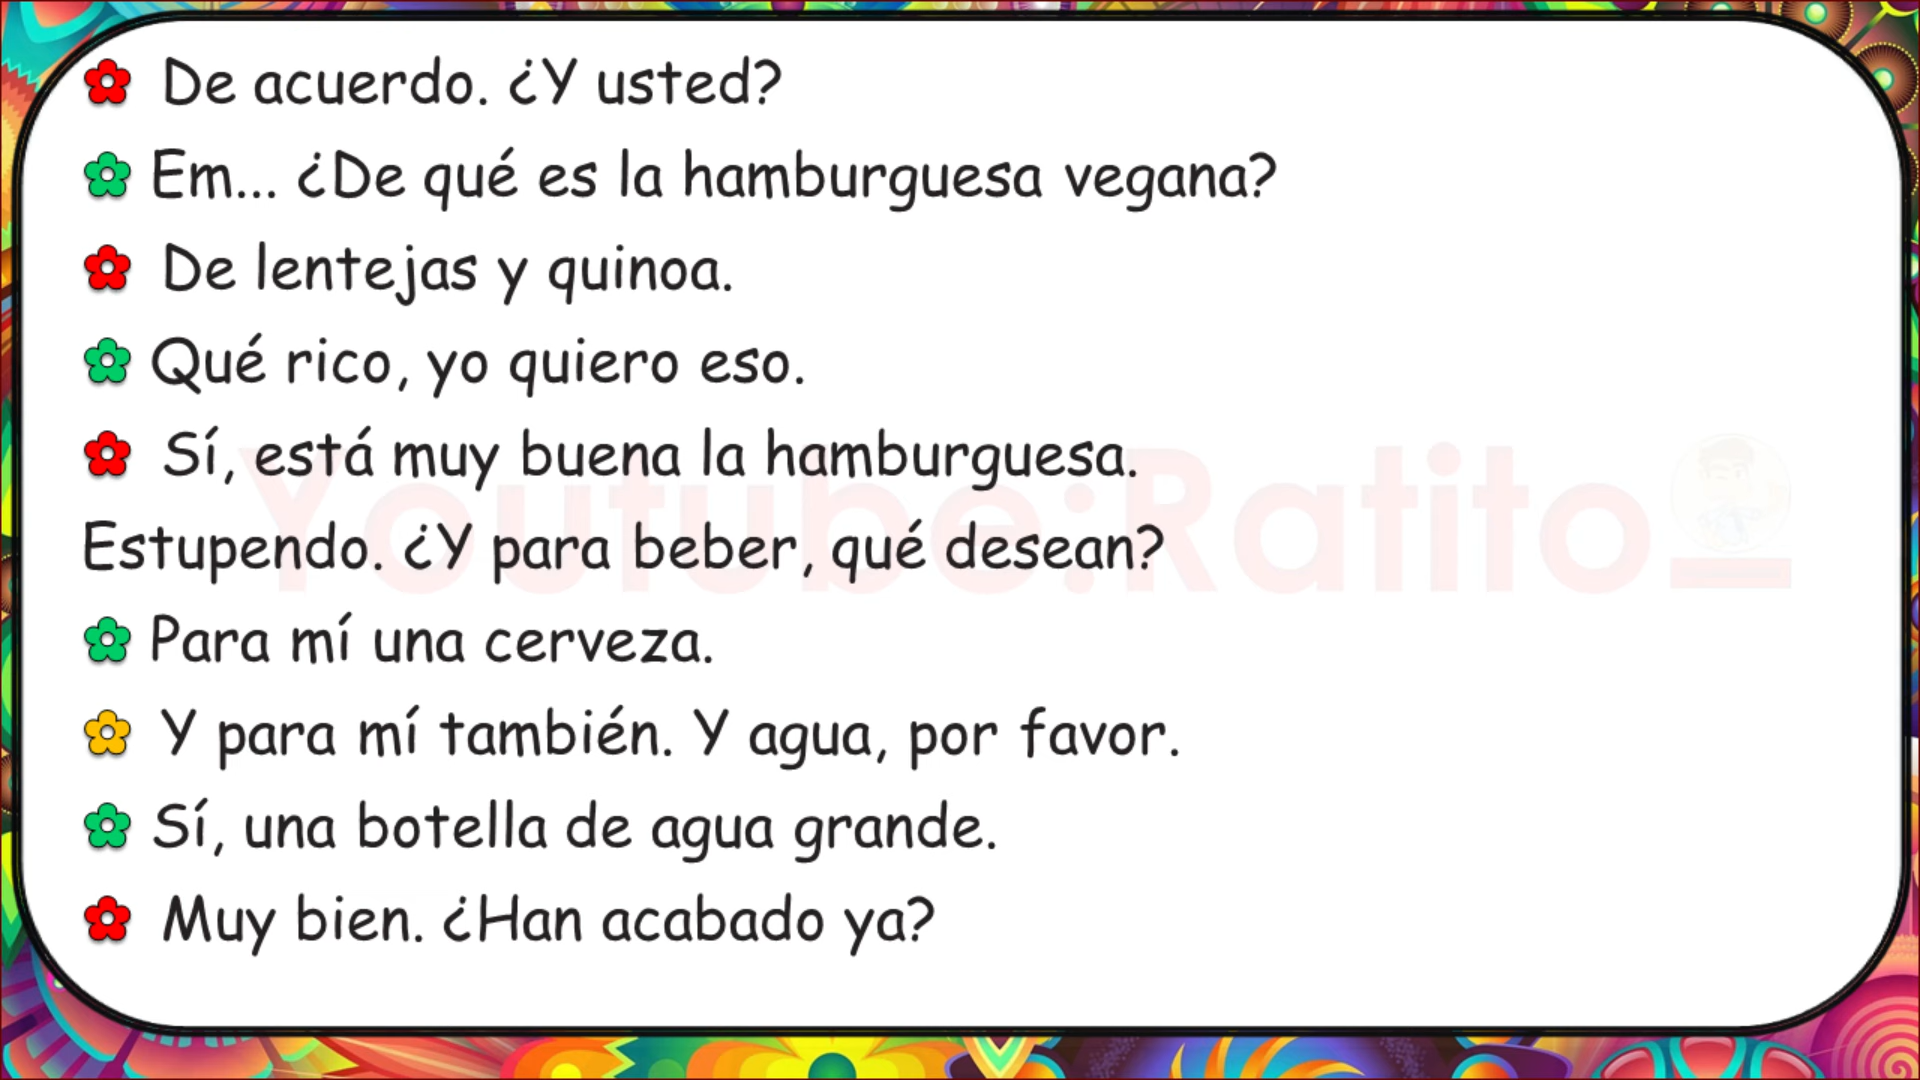 De acuerdo. ¿Y usted?
Em... ¿De qué es la hamburguesa vegana?
De lentejas y quinoa.
Qué rico, yo quiero eso.
Sí, está muy buena la hamburguesa.
Estupendo. ¿Y para beber, qué desean?
Para mí una cerveza.
Y para mí también. Y agua, por favor.
Sí, una botella de agua grande.
Muy bien. ¿Han acabado ya?
Youtube:Ratito